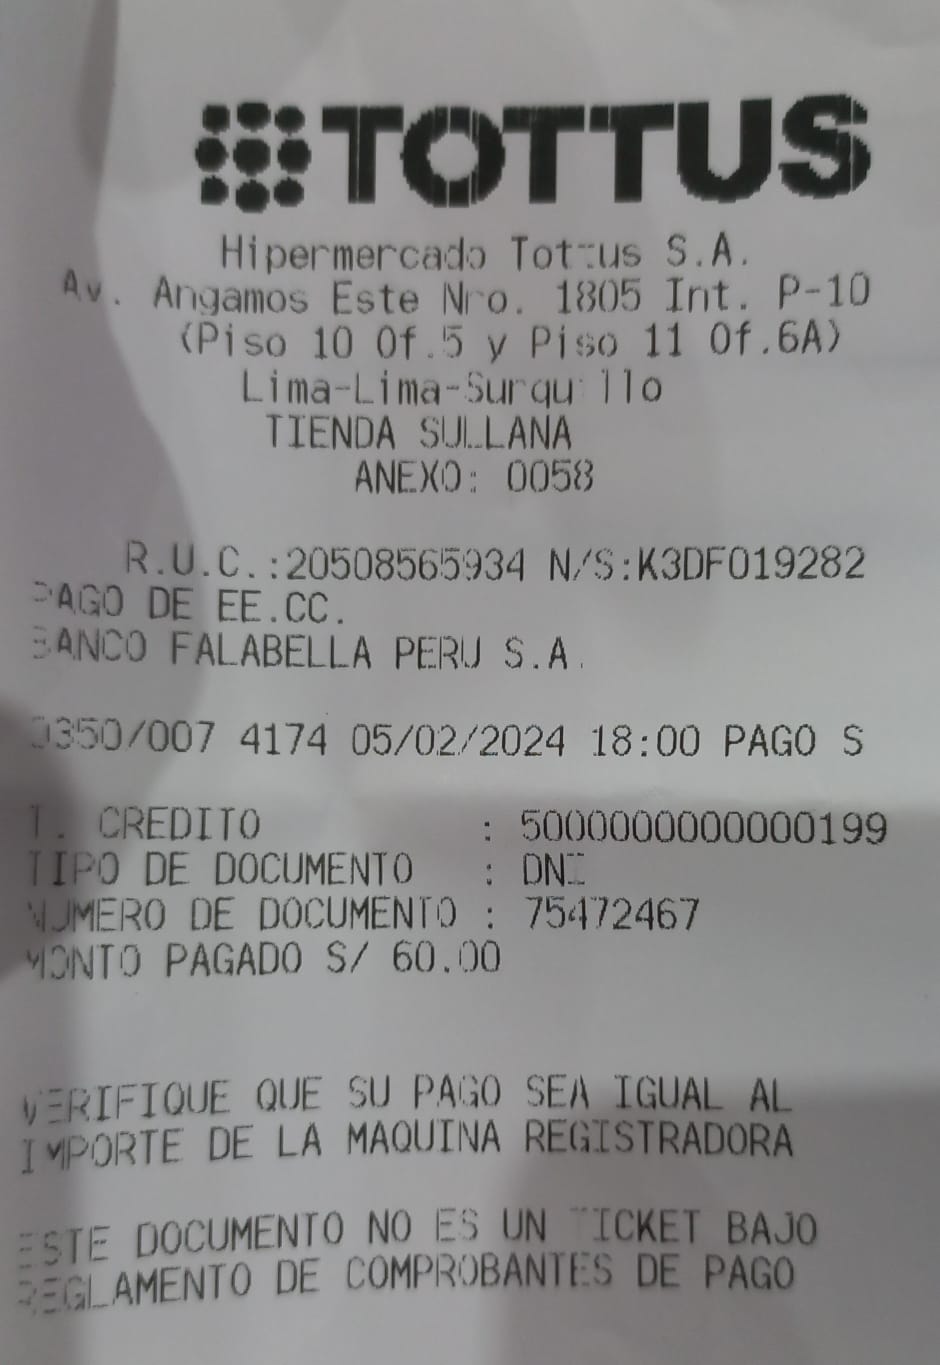 TOTTUS
Hipermercado Tottus S.A.
Av. Angamos Este Nro. 1805 Int. P-10
(Piso 10 Of.5 y Piso 11 Of.6A)
Lima-Lima-Surquillo
TIENDA SULLANA
ANEXO: 0058
R.U.C.:20508565934 N/S:K3DF019282
PAGO DE EE.CC.
BANCO FALABELLA PERU S.A.
0350/007 4174 05/02/2024 18:00 PAGO S
T. CREDITO : 5000000000000199
TIPO DE DOCUMENTO : DNI
NUMERO DE DOCUMENTO : 75472467
MONTO PAGADO S/ 60.00
VERIFIQUE QUE SU PAGO SEA IGUAL AL
IMPORTE DE LA MAQUINA REGISTRADORA
ESTE DOCUMENTO NO ES UN TICKET BAJO
REGLAMENTO DE COMPROBANTES DE PAGO